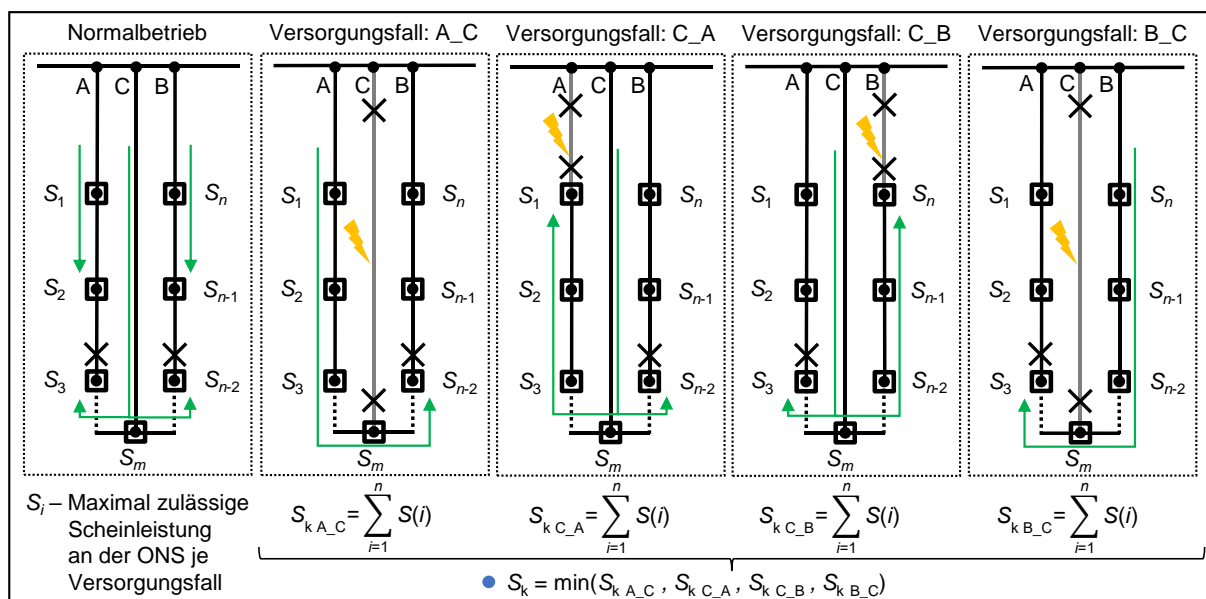 Normalbetrieb
Versorgungsfall: A_C
Versorgungsfall: C_A
Versorgungsfall: C_B
Versorgungsfall: B_C
A C B
A C B
A C B
A C B
A C B
S1 Sn
S1 Sn
S1 Sn
S1 Sn
S1 Sn
S2 Sn-1
S2 Sn-1
S2 Sn-1
S2 Sn-1
S2 Sn-1
S3 Sn-2
S3 Sn-2
S3 Sn-2
S3 Sn-2
S3 Sn-2
Sm
Sm
Sm
Sm
Sm
Si – Maximal zulässige
Scheinleistung
an der ONS je
Versorgungsfall
Sk A_C = ∑_{i=1}^{n} S(i)
Sk C_A = ∑_{i=1}^{n} S(i)
Sk C_B = ∑_{i=1}^{n} S(i)
Sk B_C = ∑_{i=1}^{n} S(i)
Sk = min(Sk A_C , Sk C_A , Sk C_B , Sk B_C)